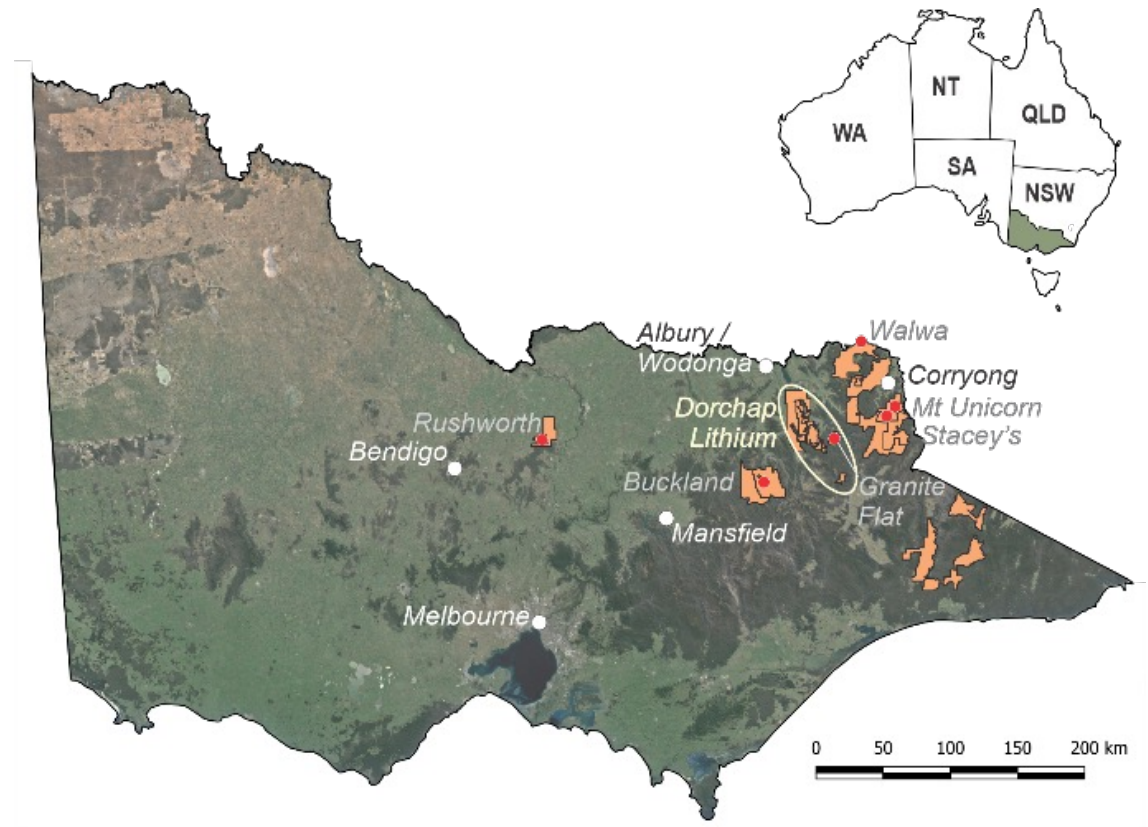 NT
QLD
WA
SA
NSW
Albury /
Wodonga
Walwa
Corryong
Dorchap
Lithium
Mt Unicorn
Stacey's
Rushworth
Bendigo
Buckland
Granite
Flat
Mansfield
Melbourne
0 50 100 150 200 km